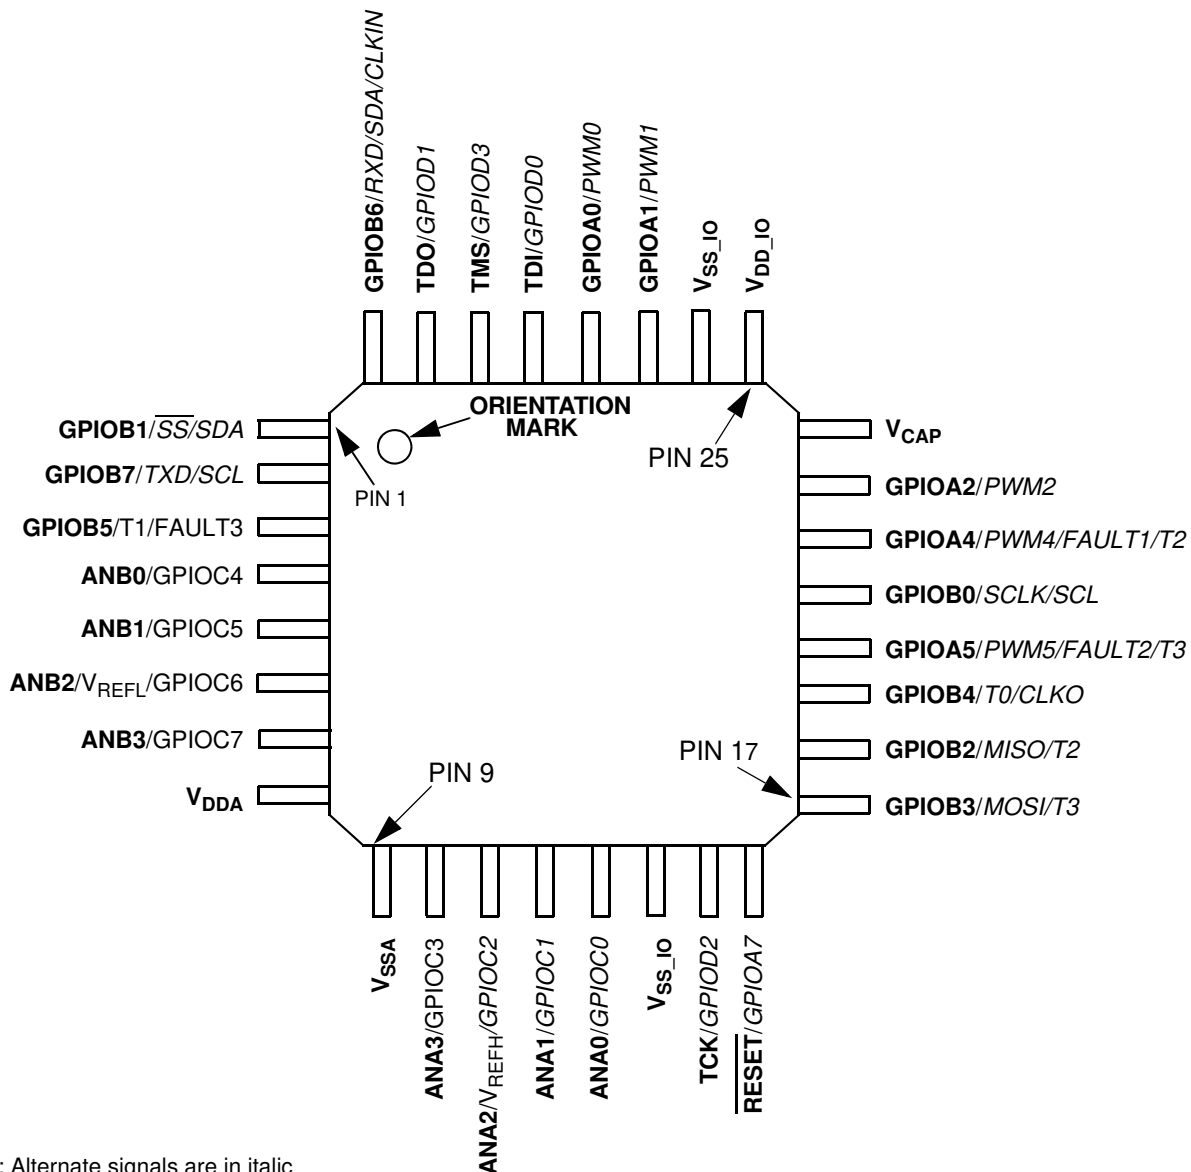 GPIOB6/RXD/SDA/CLKIN
TDO/GPIOD1
TMS/GPIOD3
TDI/GPIOD0
GPIOA0/PWM0
GPIOA1/PWM1
VSS_IO
VDD_IO
ORIENTATION
MARK
PIN 25
PIN 1
GPIOB1/SS/SDA
GPIOB7/TXD/SCL
GPIOB5/T1/FAULT3
ANB0/GPIOC4
ANB1/GPIOC5
ANB2/VREFL/GPIOC6
ANB3/GPIOC7
VDDA
VCAP
GPIOA2/PWM2
GPIOA4/PWM4/FAULT1/T2
GPIOB0/SCLK/SCL
GPIOA5/PWM5/FAULT2/T3
GPIOB4/T0/CLKO
GPIOB2/MISO/T2
GPIOB3/MOSI/T3
PIN 17
PIN 9
VSSA
ANA3/GPIOC3
ANA2/VREFH/GPIOC2
ANA1/GPIOC1
ANA0/GPIOC0
VSS_IO
TCK/GPIOD2
RESET/GPIOA7
: Alternate signals are in italic